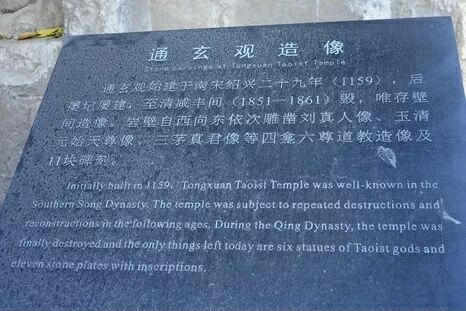 通玄观造像
Stone carvings at Tongxuan Taoist Temple
通玄观始建于南宋绍兴二十九年（1159），后
屡圮屡建，至清咸丰间（1851—1861）毁，唯存壁
间造像。岩壁自西向东依次雕凿刘真人像、玉清
元始天尊像、三茅真君像等四龛六尊道教造像及
11块碑刻。
Initially built in 1159, Tongxuan Taoist Temple was well-known in the
Southern Song Dynasty. The temple was subject to repeated destructions and
reconstructions in the following ages. During the Qing Dynasty, the temple was
finally destroyed and the only things left today are six statues of Taoist gods and
eleven stone plates with inscriptions.